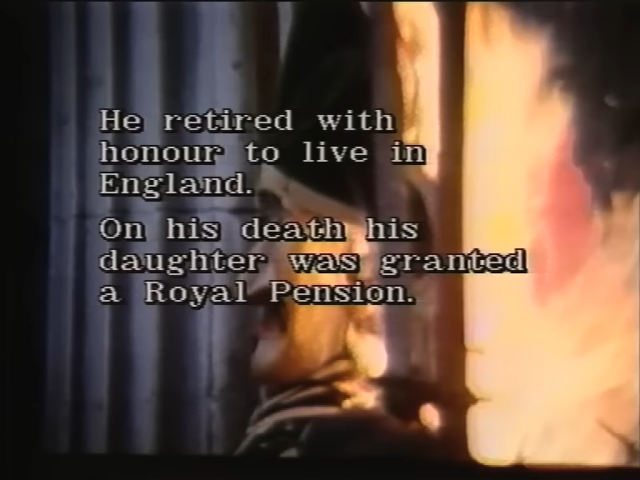 He retired with
honour to live in
England.
On his death his
daughter was granted
a Royal Pension.